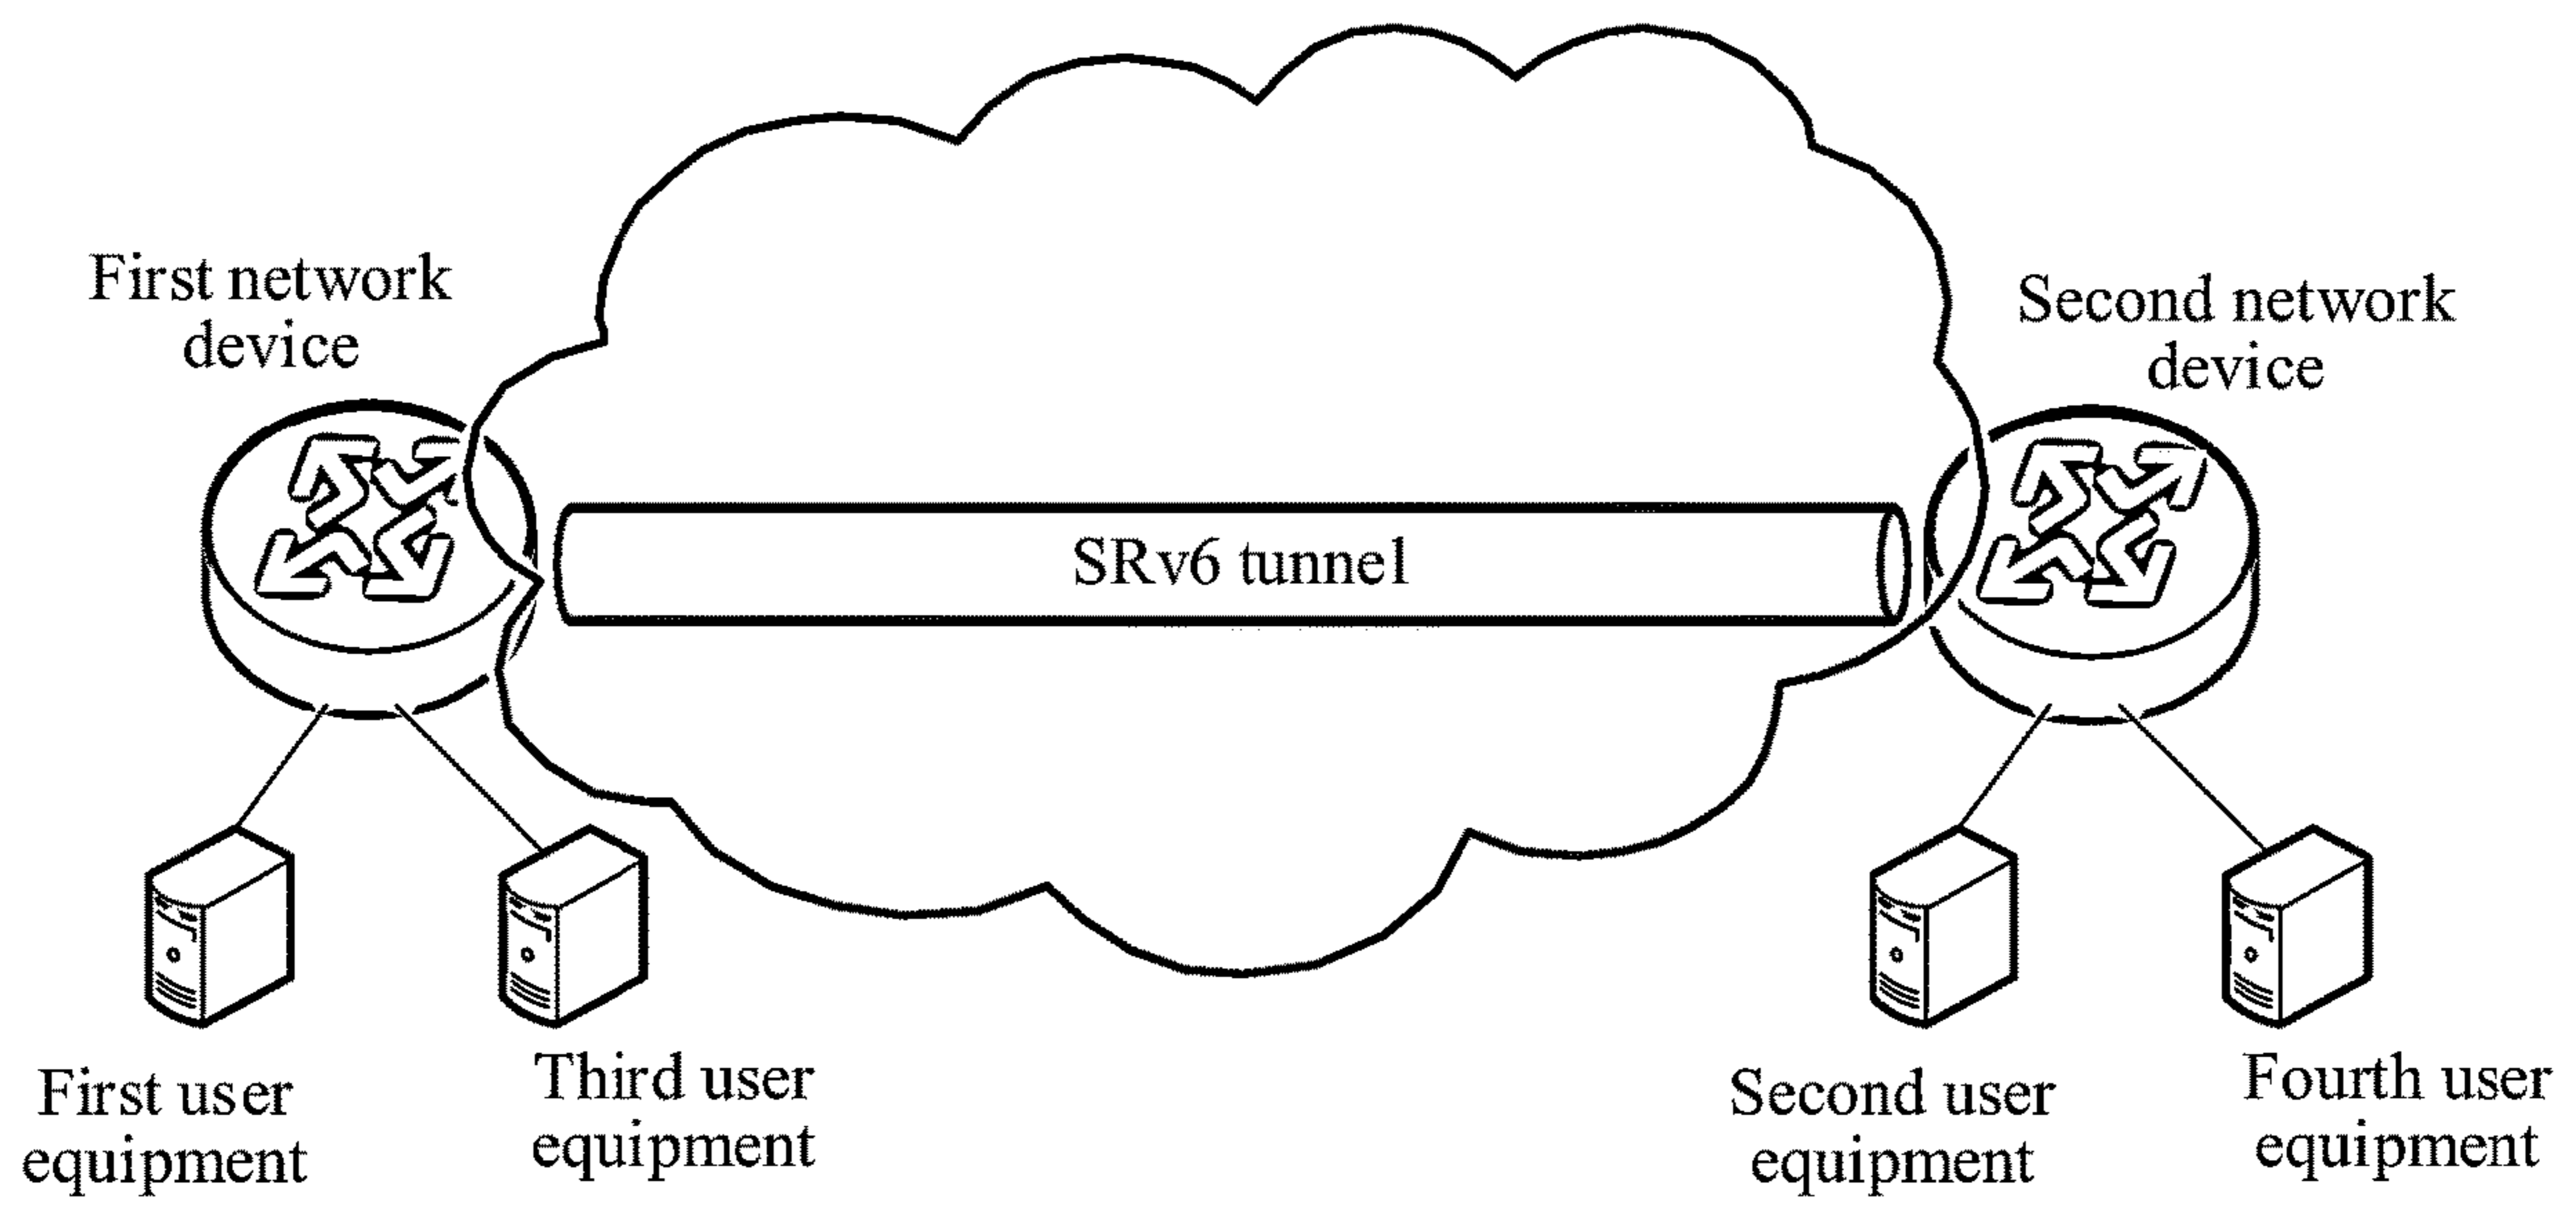 First network
device
Second network
device
SRv6 tunnel
First user
equipment
Third user
equipment
Second user
equipment
Fourth user
equipment